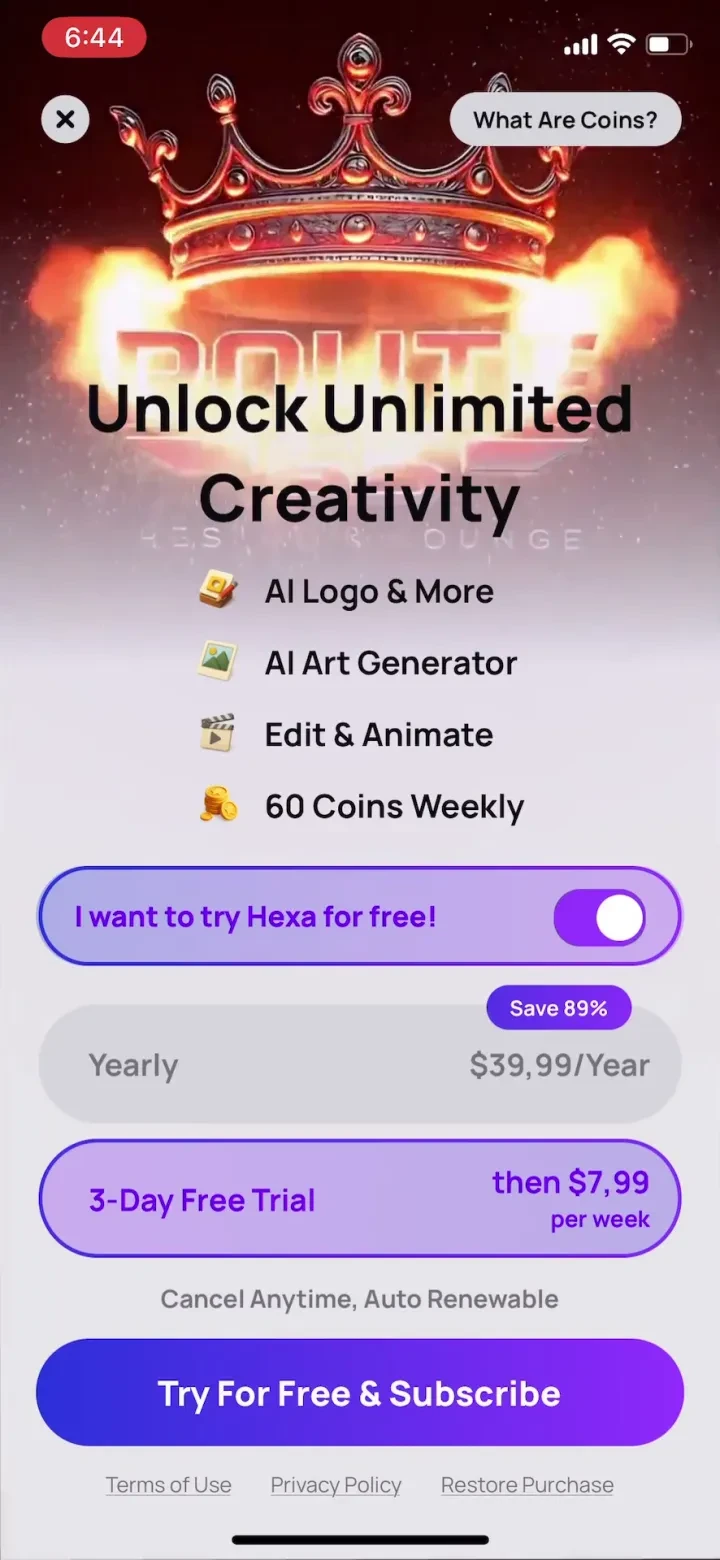 6:44
What Are Coins?
Unlock Unlimited
Creativity
AI Logo & More
AI Art Generator
Edit & Animate
60 Coins Weekly
I want to try Hexa for free!
Save 89%
Yearly
$39,99/Year
3-Day Free Trial
then $7,99
per week
Cancel Anytime, Auto Renewable
Try For Free & Subscribe
Terms of Use
Privacy Policy
Restore Purchase